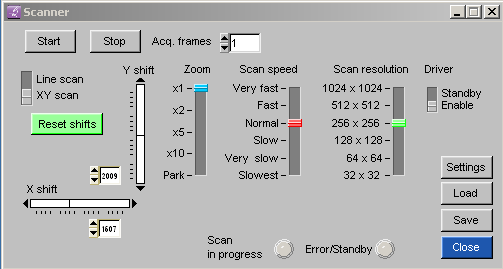 Scanner
Start Stop Acq. frames 1
Y shift Zoom Scan speed Scan resolution Driver
Line scan
XY scan
Reset shifts
x1
x2
x5
x10
Park
Very fast
Fast
Normal
Slow
Very slow
Slowest
1024 x 1024
512 x 512
256 x 256
128 x 128
64 x 64
32 x 32
Standby
Enable
2009
X shift
1607
Settings
Load
Save
Close
Scan
in progress
Error/Standby